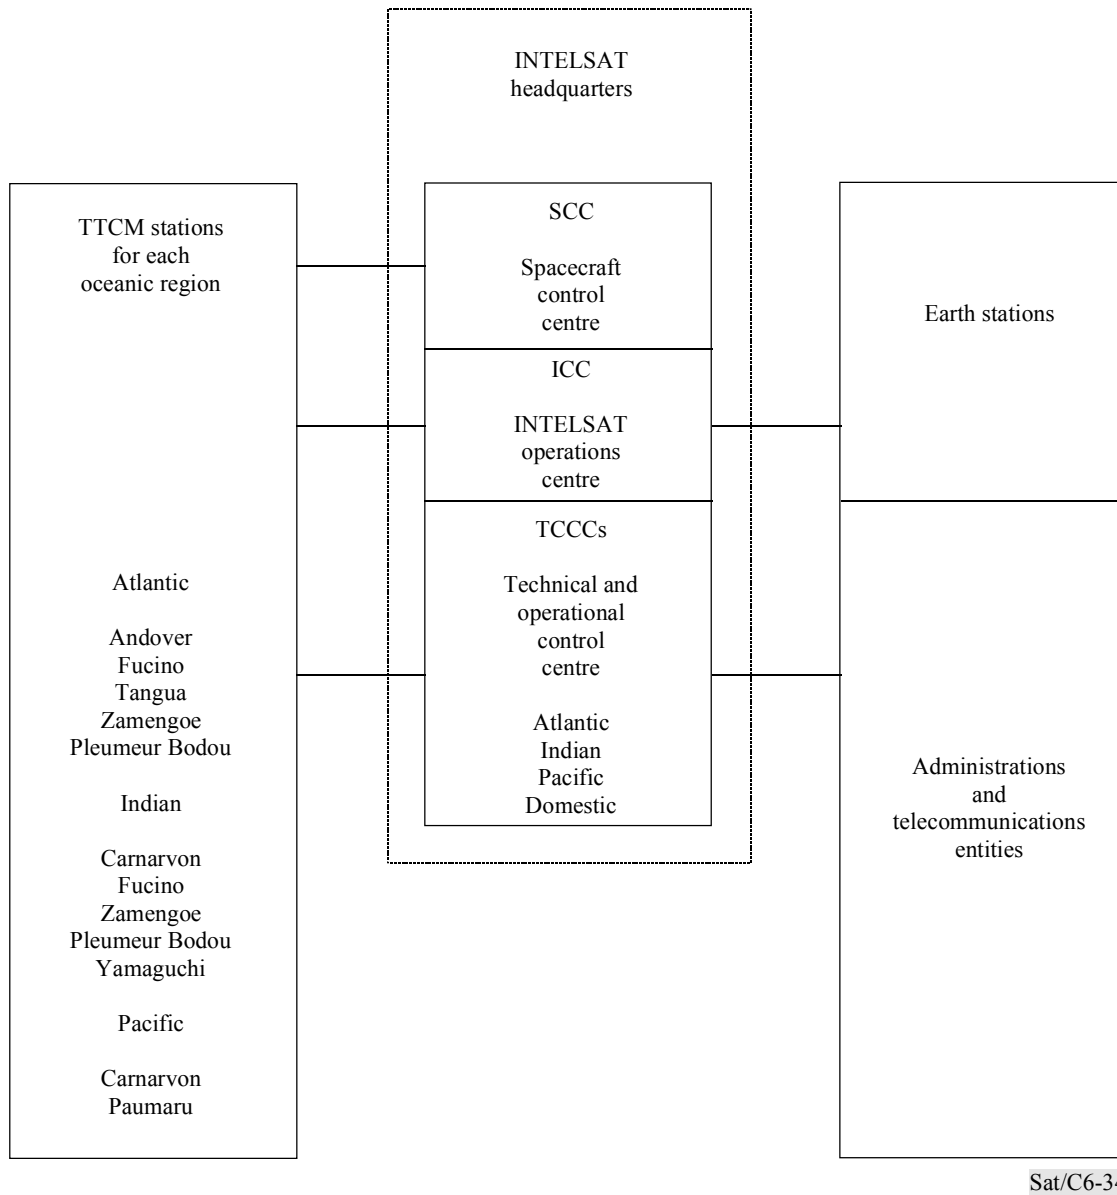 INTELSAT
headquarters
TTCM stations
for each
oceanic region
Atlantic
Andover
Fucino
Tangua
Zamengoe
Pleumeur Bodou
Indian
Carnarvon
Fucino
Zamengoe
Pleumeur Bodou
Yamaguchi
Pacific
Carnarvon
Paumaru
SCC
Spacecraft
control
centre
ICC
INTELSAT
operations
centre
TCCCs
Technical and
operational
control
centre
Atlantic
Indian
Pacific
Domestic
Earth stations
Administrations
and
telecommunications
entities